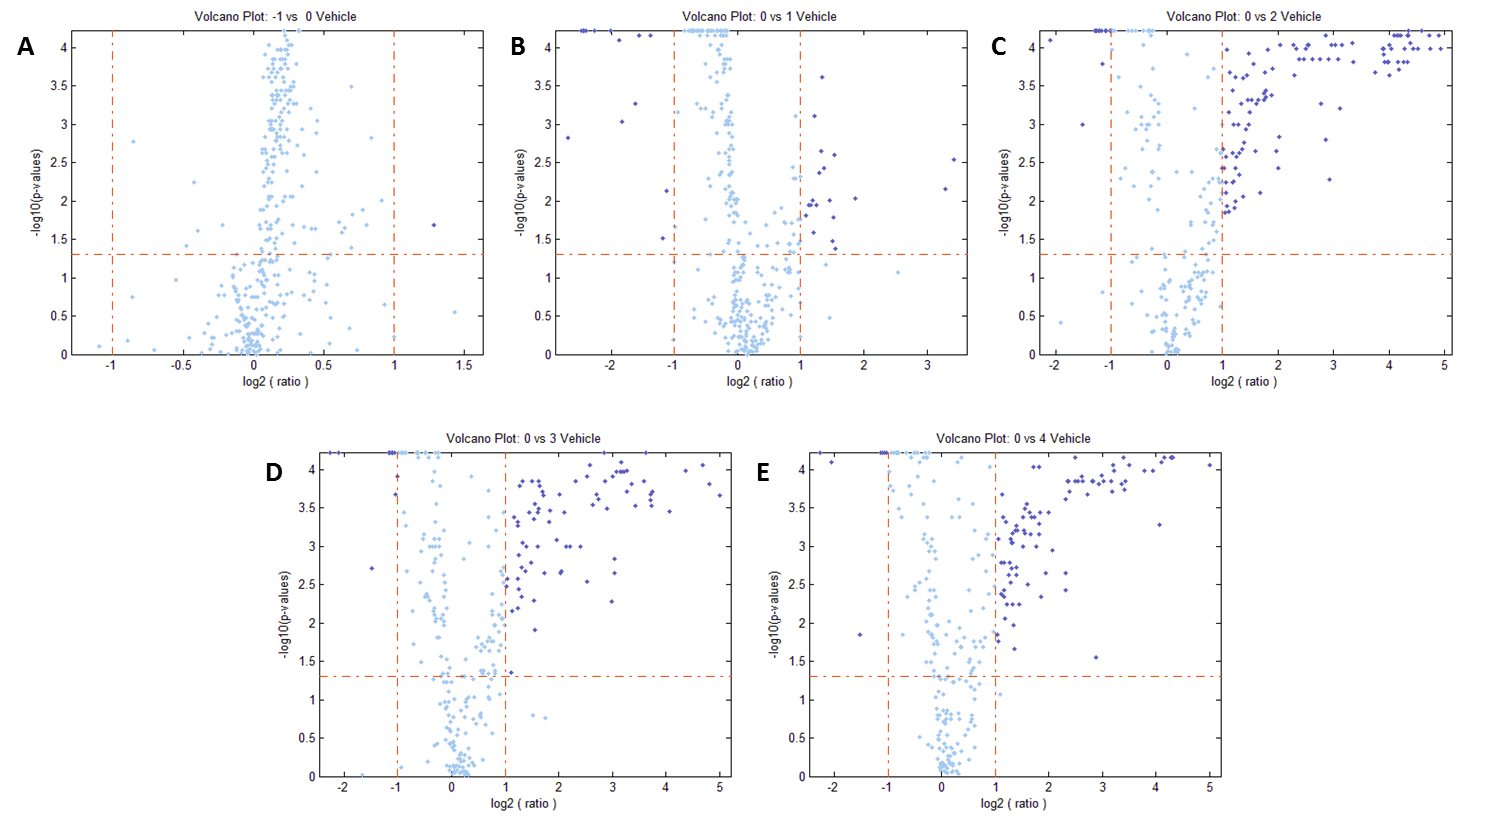 A
Volcano Plot: -1 vs 0 Vehicle
4
3.5
3
2.5
2
1.5
1
0.5
0
-log10(p-values)
-1 -0.5 0 0.5 1 1.5
log2 ( ratio )
B
Volcano Plot: 0 vs 1 Vehicle
4
3.5
3
2.5
2
1.5
1
0.5
0
-log10(p-values)
-2 -1 0 1 2 3
log2 ( ratio )
C
Volcano Plot: 0 vs 2 Vehicle
4
3.5
3
2.5
2
1.5
1
0.5
0
-log10(p-values)
-2 -1 0 1 2 3 4 5
log2 ( ratio )
D
Volcano Plot: 0 vs 3 Vehicle
4
3.5
3
2.5
2
1.5
1
0.5
0
-log10(p-values)
-2 -1 0 1 2 3 4 5
log2 ( ratio )
E
Volcano Plot: 0 vs 4 Vehicle
4
3.5
3
2.5
2
1.5
1
0.5
0
-log10(p-values)
-2 -1 0 1 2 3 4 5
log2 ( ratio )